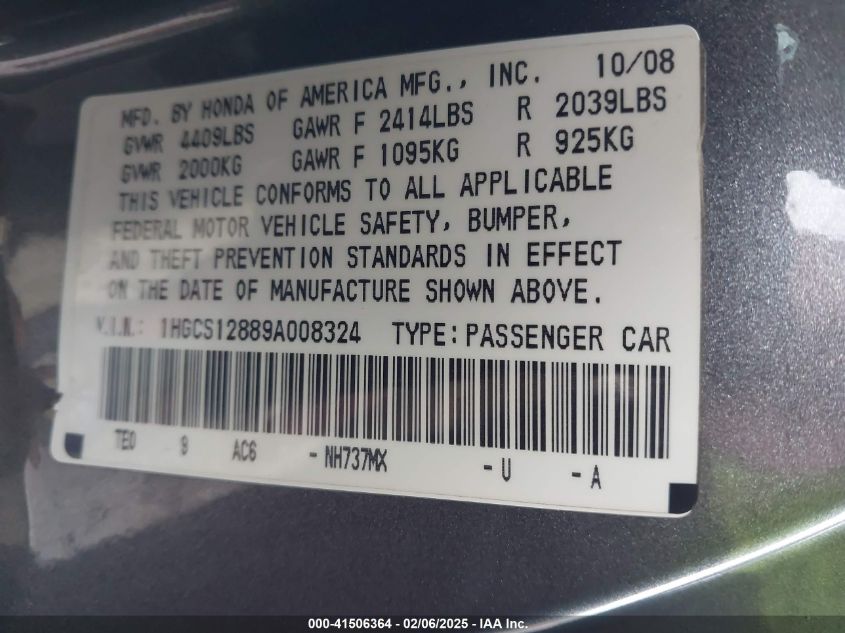 MFD. BY HONDA OF AMERICA MFG., INC. 10/08
GVWR 4409LBS GAWR F 2414LBS R 2039LBS
GVWR 2000KG GAWR F 1095KG R 925KG
THIS VEHICLE CONFORMS TO ALL APPLICABLE
FEDERAL MOTOR VEHICLE SAFETY, BUMPER,
AND THEFT PREVENTION STANDARDS IN EFFECT
ON THE DATE OF MANUFACTURE SHOWN ABOVE.
V.I.N.: 1HGCS12889A008324 TYPE:PASSENGER CAR
TE0 9 AC6 - NH737MX - U - A
000-41506364 - 02/06/2025 - IAA Inc.